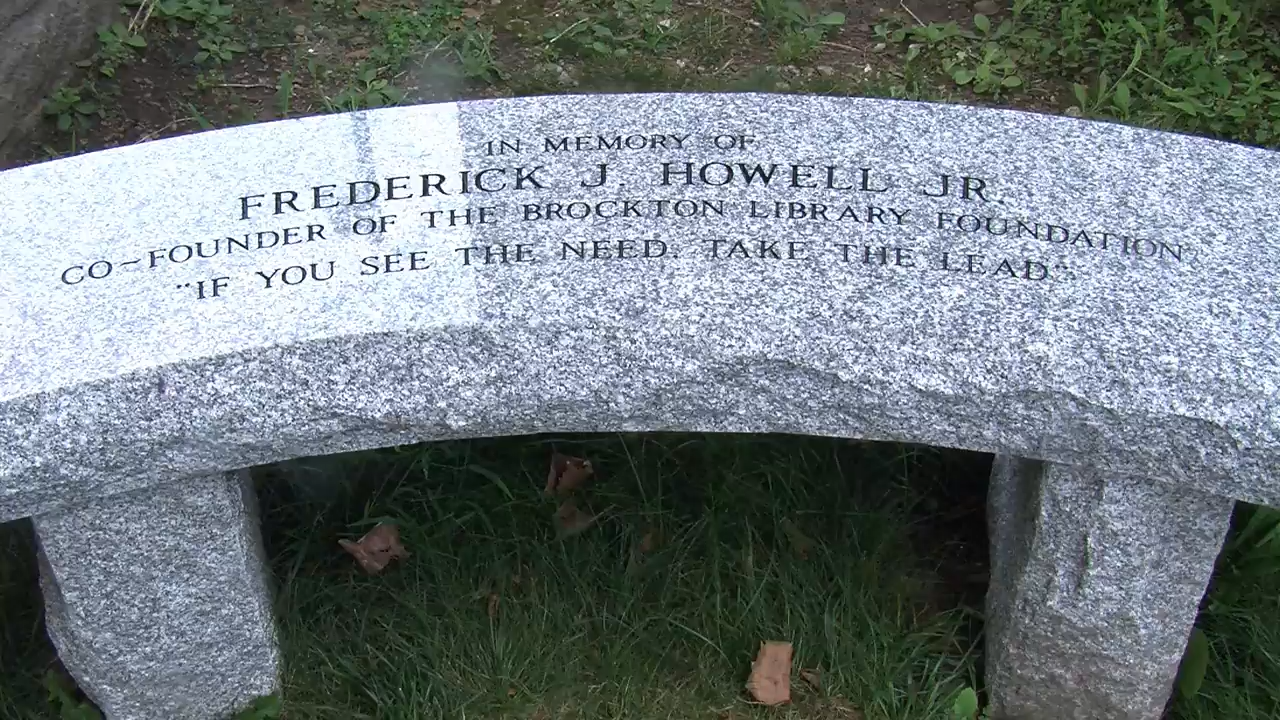 IN MEMORY OF
FREDERICK J. HOWELL JR.
CO~FOUNDER OF THE BROCKTON LIBRARY FOUNDATION
"IF YOU SEE THE NEED, TAKE THE LEAD"